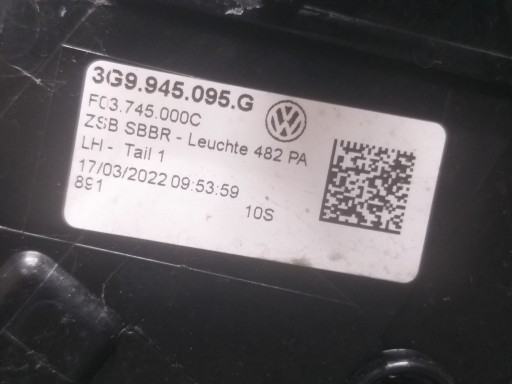 3G9.945.095.G
F03.745.000C
ZSB SBBR - Leuchte 482 PA
LH - Tail 1
17/03/2022 09:53:59
891
10S